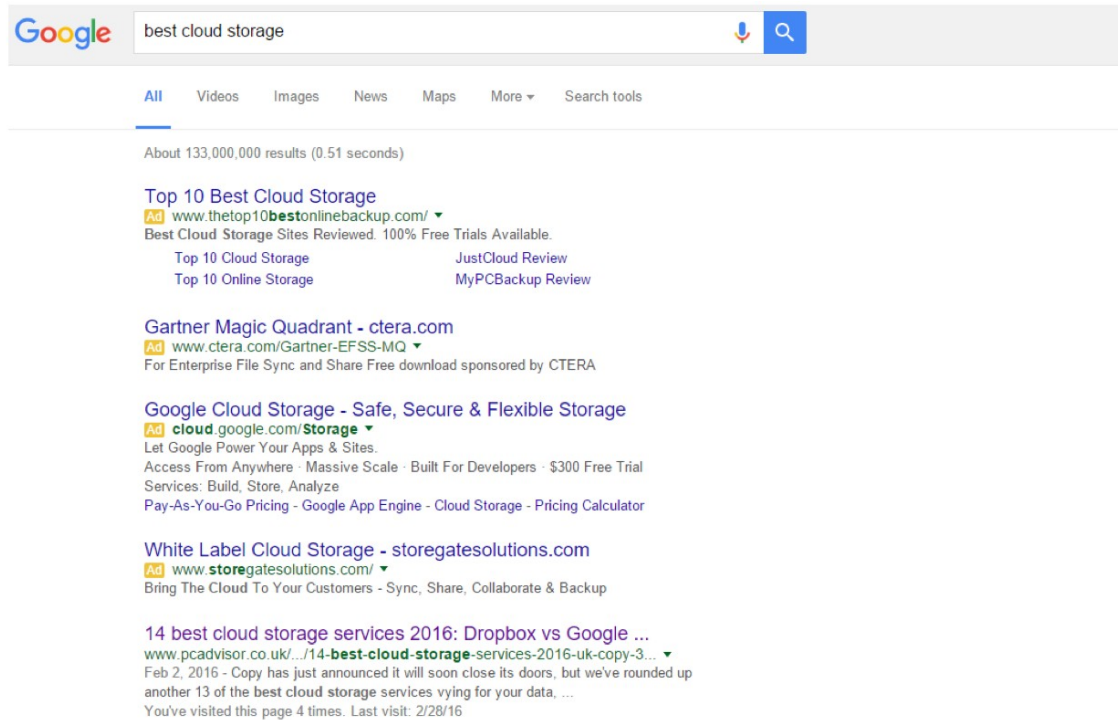 Google
best cloud storage
All Videos Images News Maps More ▾ Search tools
About 133,000,000 results (0.51 seconds)
Top 10 Best Cloud Storage
Ad www.thetop10bestonlinebackup.com/ ▾
Best Cloud Storage Sites Reviewed. 100% Free Trials Available.
Top 10 Cloud Storage JustCloud Review
Top 10 Online Storage MyPCBackup Review
Gartner Magic Quadrant - ctera.com
Ad www.ctera.com/Gartner-EFSS-MQ ▾
For Enterprise File Sync and Share Free download sponsored by CTERA
Google Cloud Storage - Safe, Secure & Flexible Storage
Ad cloud.google.com/Storage ▾
Let Google Power Your Apps & Sites.
Access From Anywhere · Massive Scale · Built For Developers · $300 Free Trial
Services: Build, Store, Analyze
Pay-As-You-Go Pricing - Google App Engine - Cloud Storage - Pricing Calculator
White Label Cloud Storage - storegatesolutions.com
Ad www.storegatesolutions.com/ ▾
Bring The Cloud To Your Customers - Sync, Share, Collaborate & Backup
14 best cloud storage services 2016: Dropbox vs Google ...
www.pcadvisor.co.uk/.../14-best-cloud-storage-services-2016-uk-copy-3... ▾
Feb 2, 2016 - Copy has just announced it will soon close its doors, but we've rounded up
another 13 of the best cloud storage services vying for your data, ...
You've visited this page 4 times. Last visit: 2/28/16